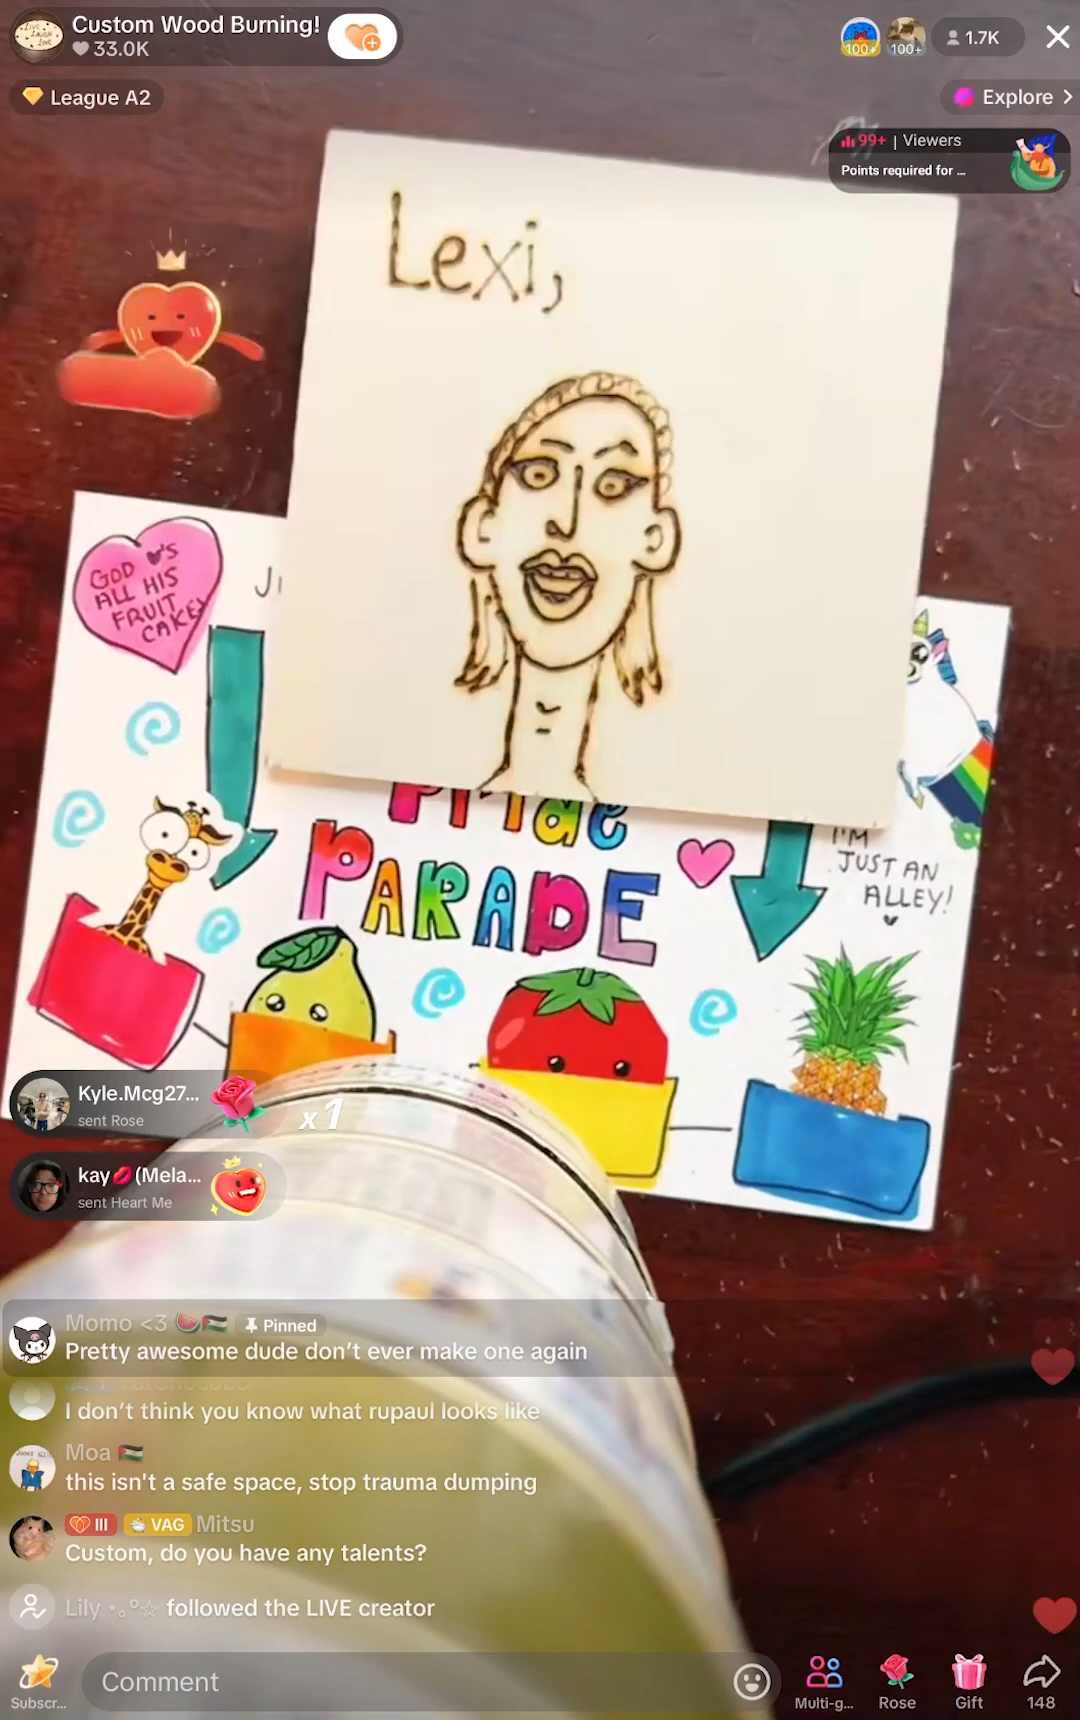 Custom Wood Burning!
33.0K
100+
100+
1.7K
League A2
Explore >
99+ | Viewers
Points required for ...
Lexi,
GOD ♥'S
ALL HIS
FRUIT
CAKES
Pride
PARADE
I'M
JUST AN
ALLEY!
Kyle.Mcg27...
sent Rose
x1
kay💋(Mela...
sent Heart Me
Momo <3 🍉🇵🇸 Pinned
Pretty awesome dude don't ever make one again
I don't think you know what rupaul looks like
Moa 🇵🇸
this isn't a safe space, stop trauma dumping
III VAG Mitsu
Custom, do you have any talents?
Lily ⋆｡°☆ followed the LIVE creator
Subscr...
Comment
Multi-g...
Rose
Gift
148